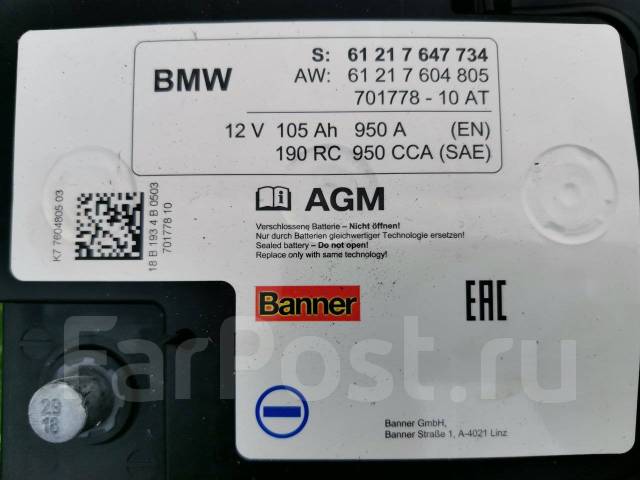 BMW
S: 61 21 7 647 734
AW: 61 21 7 604 805
701778 - 10 AT
12 V 105 Ah 950 A (EN)
190 RC 950 CCA (SAE)
K7 7604805 03
18 B 193 4 B 0503
701778 10
AGM
Verschlossene Batterie – Nicht öffnen!
Nur durch Batterien gleichwertiger Technologie ersetzen!
Sealed battery – Do not open!
Replace only with same technology!
Banner
EAC
FarPost.ru
Banner GmbH,
Banner Straße 1, A-4021 Linz